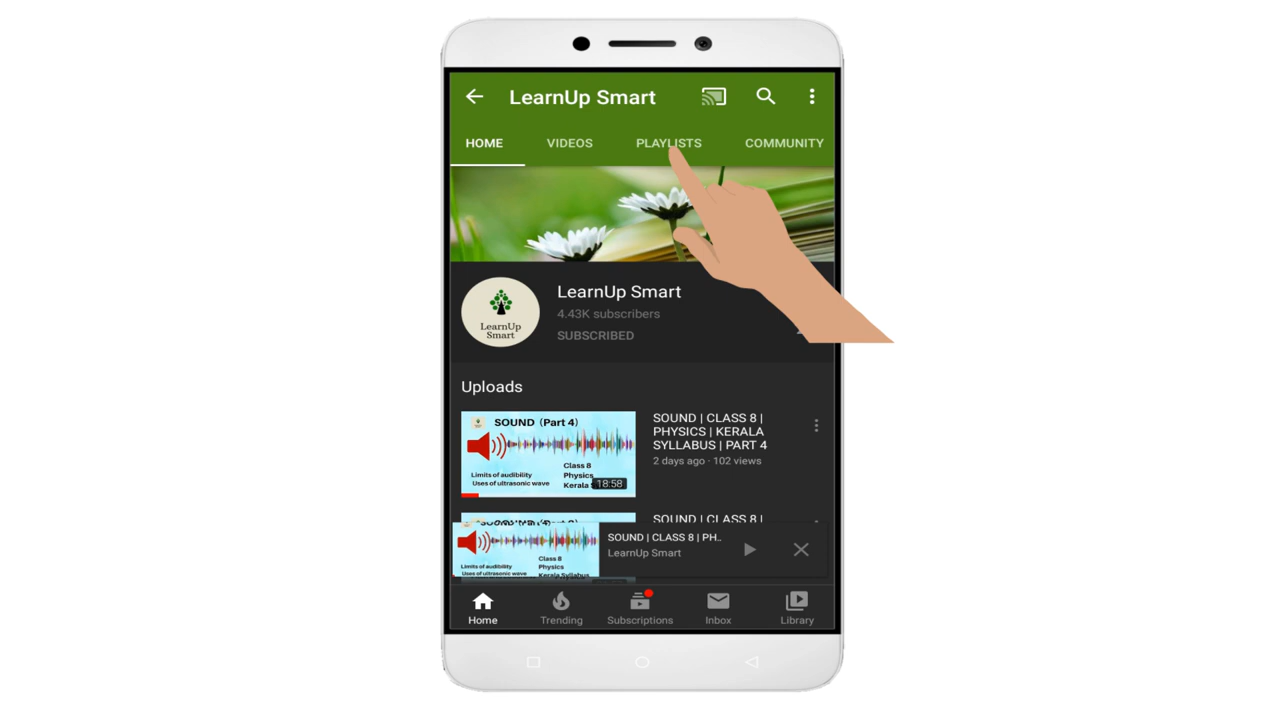 LearnUp Smart
HOME VIDEOS PLAYLISTS COMMUNITY
LearnUp Smart
4.43K subscribers
SUBSCRIBED
LearnUp
Smart
Uploads
SOUND (Part 4)
Limits of audibility
Uses of ultrasonic wave
Class 8
Physics
Kerala
18:58
SOUND | CLASS 8 |
PHYSICS | KERALA
SYLLABUS | PART 4
2 days ago · 102 views
SOUND | CLASS 8 |
Class 8
Physics
Kerala Syllabus
Limits of audibility
Uses of ultrasonic wave
SOUND | CLASS 8 | PH..
LearnUp Smart
Home Trending Subscriptions Inbox Library